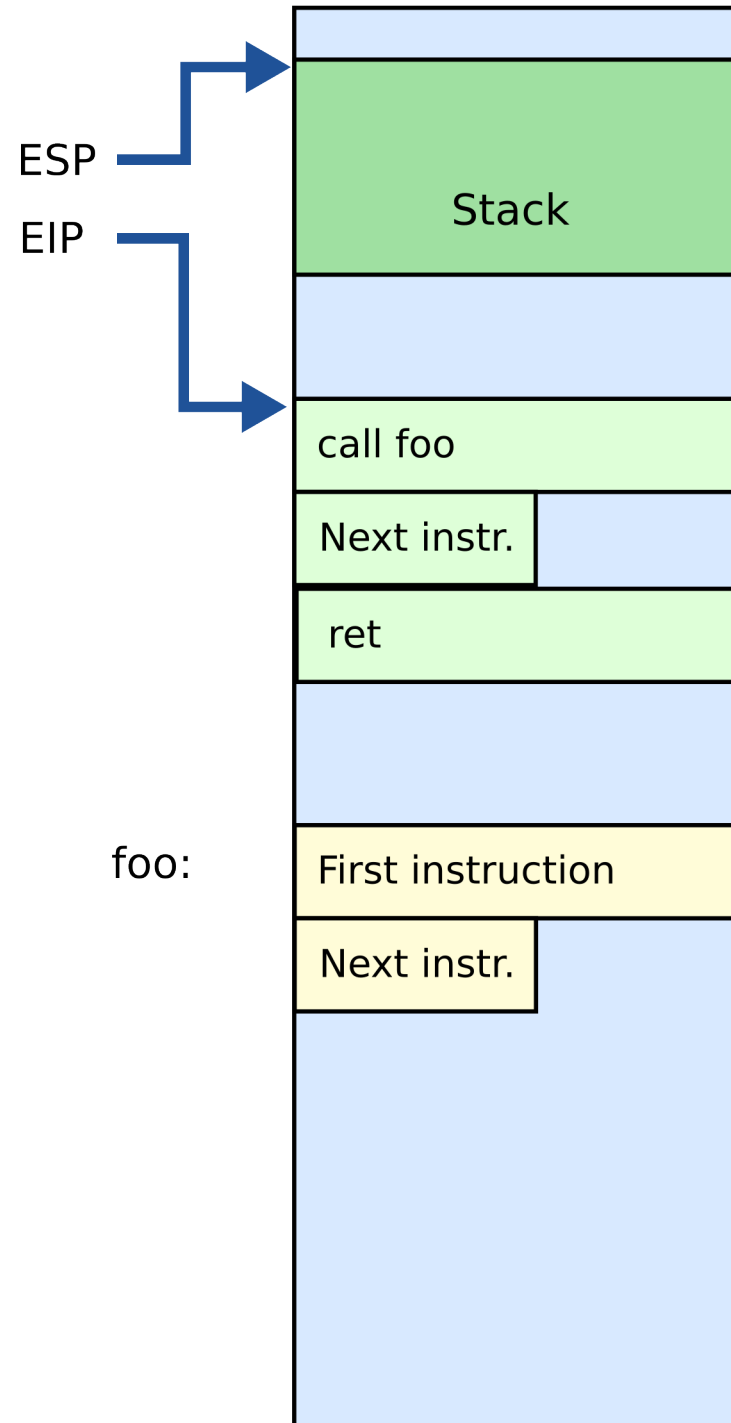 ESP
Stack
EIP
call foo
Next instr.
ret
foo:
First instruction
Next instr.